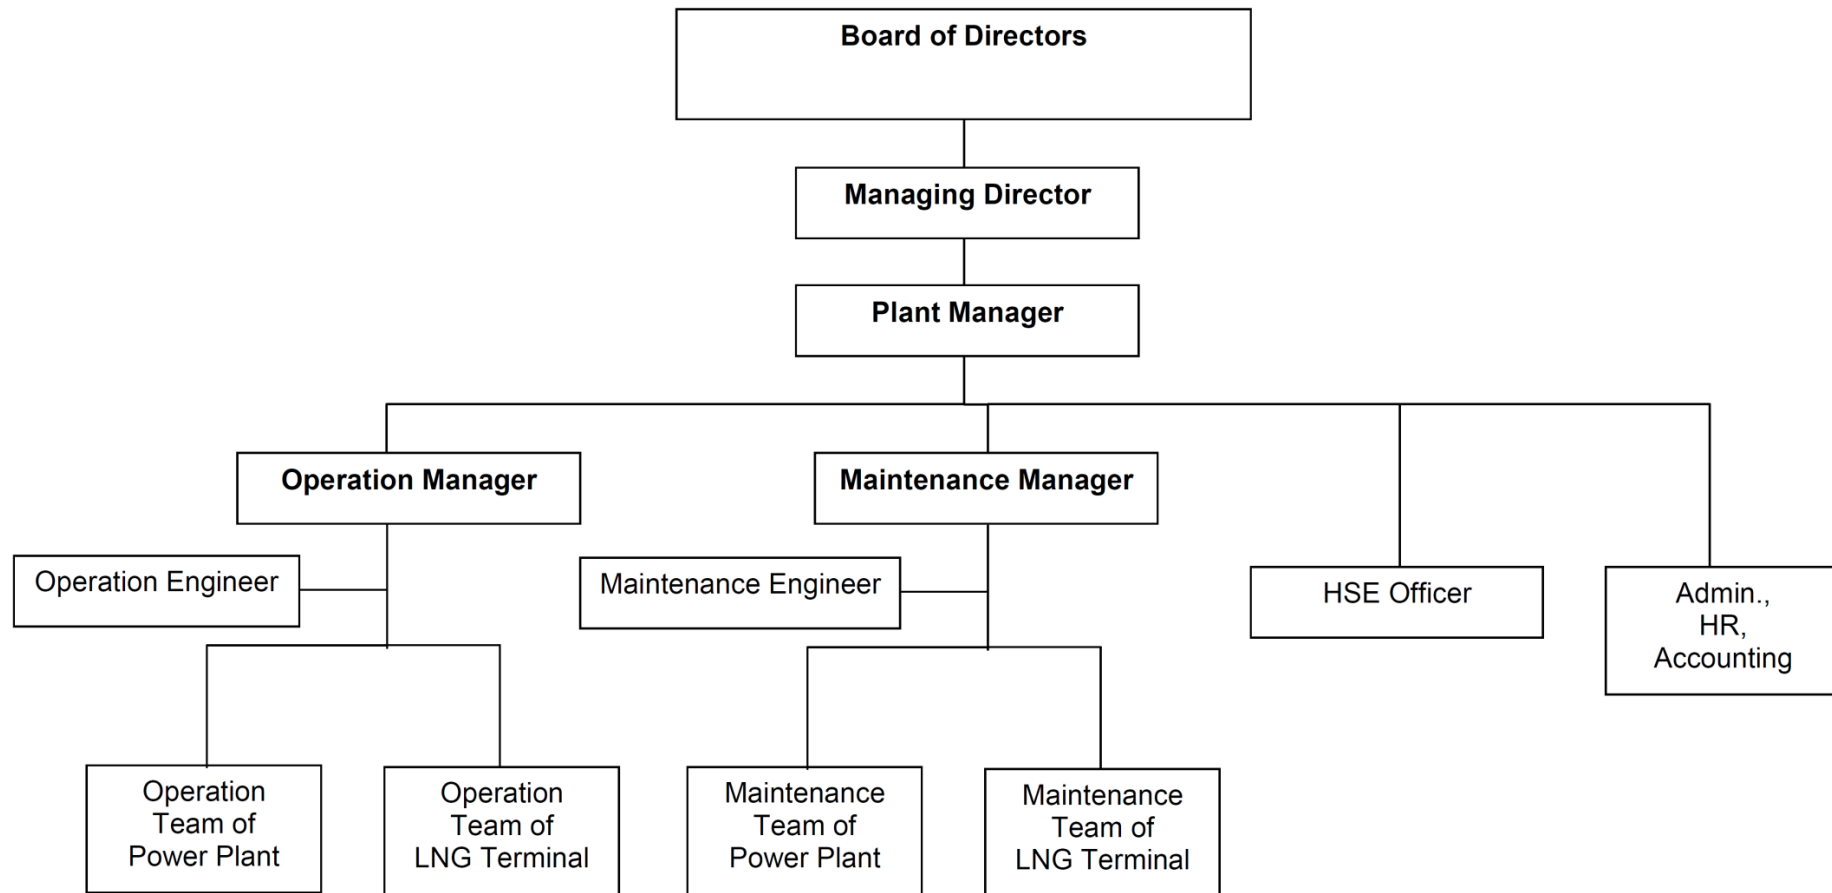 Board of Directors
Managing Director
Plant Manager
Operation Manager
Maintenance Manager
Operation Engineer
Maintenance Engineer
HSE Officer
Admin.,
HR,
Accounting
Operation
Team of
Power Plant
Operation
Team of
LNG Terminal
Maintenance
Team of
Power Plant
Maintenance
Team of
LNG Terminal